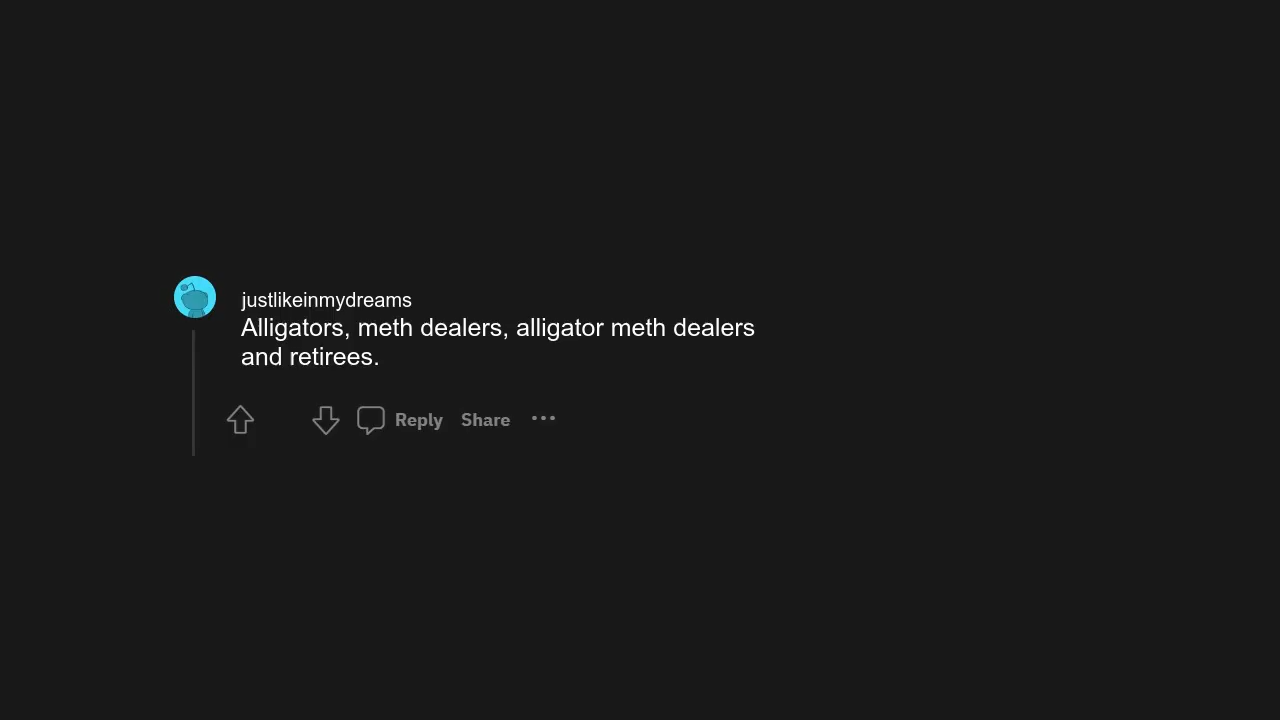 justlikeinmydreams
Alligators, meth dealers, alligator meth dealers
and retirees.
Reply Share